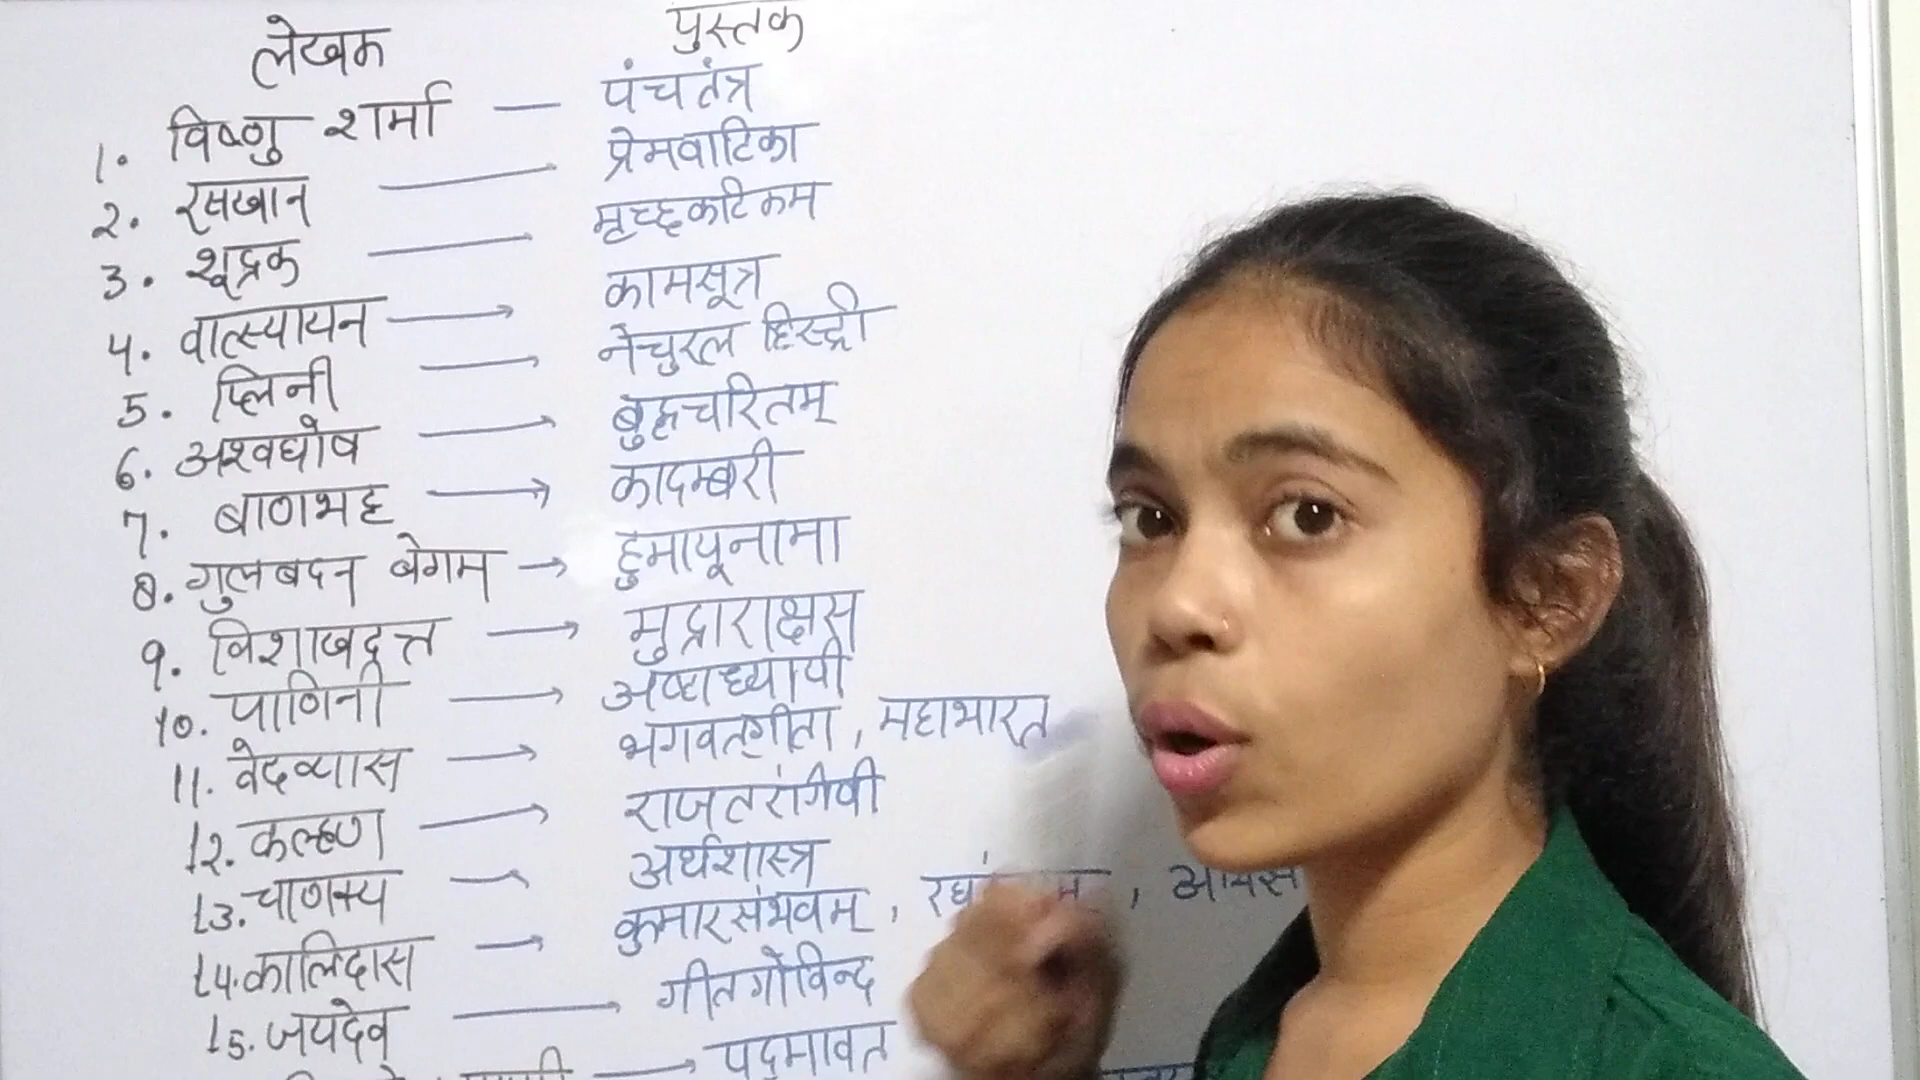 लेखक पुस्तक
1. विष्णु शर्मा — पंचतंत्र
2. रसखान — प्रेमवाटिका
3. शूद्रक — मृच्छकटिकम
4. वात्स्यायन → कामसूत्र
5. प्लिनी → नेचुरल हिस्ट्री
6. अश्वघोष → बुद्धचरितम्
7. बाणभट्ट → कादम्बरी
8. गुलबदन बेगम → हुमायूनामा
9. विशाखदत्त → मुद्राराक्षस
10. पाणिनी → अष्टाध्यायी
11. वेदव्यास → भगवतगीता, महाभारत
12. कल्हण → राजतरंगिणी
13. चाणक्य → अर्थशास्त्र
14. कालिदास → कुमारसंभवम्,
15. जयदेव → गीतगोविन्द
→ पद्मावत